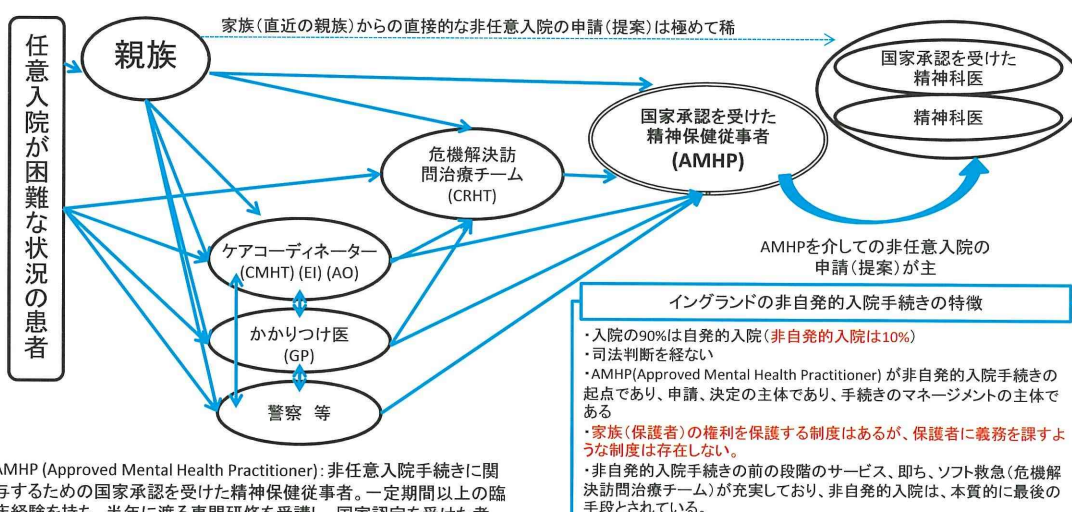 家族(直近の親族)からの直接的な非任意入院の申請(提案)は極めて稀
任意入院が困難な状況の患者
親族
国家承認を受けた
精神科医
精神科医
国家承認を受けた
精神保健従事者
(AMHP)
危機解決訪
問治療チーム
(CRHT)
ケアコーディネーター
(CMHT) (EI) (AO)
かかりつけ医
(GP)
警察 等
AMHPを介しての非任意入院の
申請(提案)が主
イングランドの非自発的入院手続きの特徴
・入院の90%は自発的入院(非自発的入院は10%)
・司法判断を経ない
・AMHP(Approved Mental Health Practitioner) が非自発的入院手続きの
起点であり、申請、決定の主体であり、手続きのマネージメントの主体で
ある
・家族(保護者)の権利を保護する制度はあるが、保護者に義務を課すよ
うな制度は存在しない。
・非自発的入院手続きの前の段階のサービス、即ち、ソフト救急(危機解
決訪問治療チーム)が充実しており、非自発的入院は、本質的に最後の
手段とされている。
AMHP (Approved Mental Health Practitioner): 非任意入院手続きに関
与するための国家承認を受けた精神保健従事者。一定期間以上の臨
床経験を持ち、半年に渡る専門研修を受講し、国家認定を受けた者